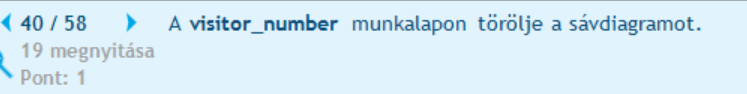 40 / 58 A visitor_number munkalapon törölje a sávdiagramot.
19 megnyitása
Pont: 1